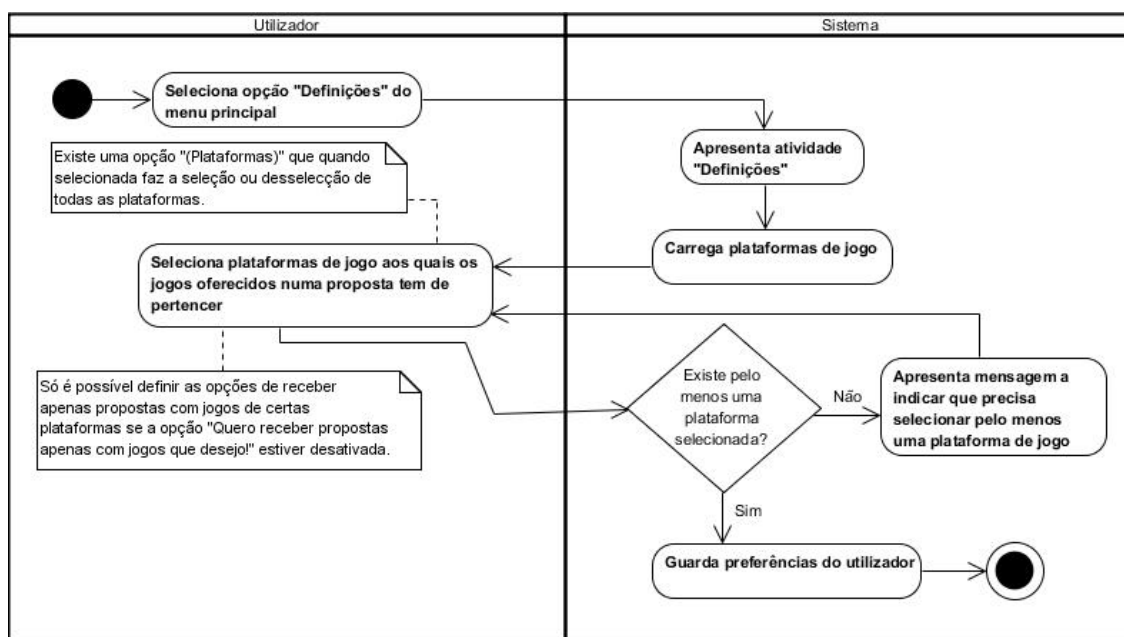 Utilizador
Sistema
Seleciona opção "Definições" do
menu principal
Apresenta atividade
"Definições"
Existe uma opção "(Plataformas)" que quando
selecionada faz a seleção ou desselecção de
todas as plataformas.
Carrega plataformas de jogo
Seleciona plataformas de jogo aos quais os
jogos oferecidos numa proposta tem de
pertencer
Só é possível definir as opções de receber
apenas propostas com jogos de certas
plataformas se a opção "Quero receber propostas
apenas com jogos que desejo!" estiver desativada.
Existe pelo
menos uma
plataforma
selecionada?
Não
Apresenta mensagem a
indicar que precisa
selecionar pelo menos
uma plataforma de jogo
Sim
Guarda preferências do utilizador